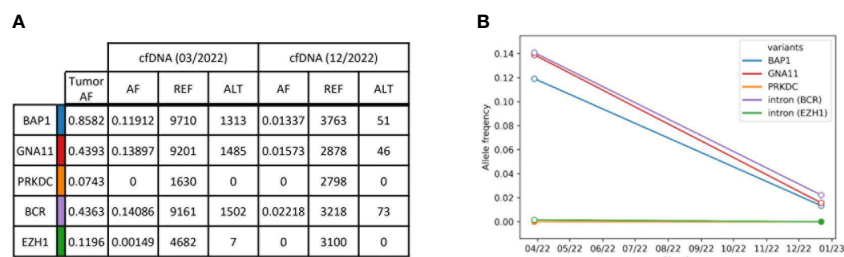 A
cfDNA (03/2022) cfDNA (12/2022)
Tumor AF AF REF ALT AF REF ALT
BAP1 0.8582 0.11912 9710 1313 0.01337 3763 51
GNA11 0.4393 0.13897 9201 1485 0.01573 2878 46
PRKDC 0.0743 0 1630 0 0 2798 0
BCR 0.4363 0.14086 9161 1502 0.02218 3218 73
EZH1 0.1196 0.00149 4682 7 0 3100 0
B
variants
BAP1
GNA11
PRKDC
intron (BCR)
intron (EZH1)
Allele freqency
0.14
0.12
0.10
0.08
0.06
0.04
0.02
0.00
04/22 05/22 06/22 07/22 08/22 09/22 10/22 11/22 12/22 01/23